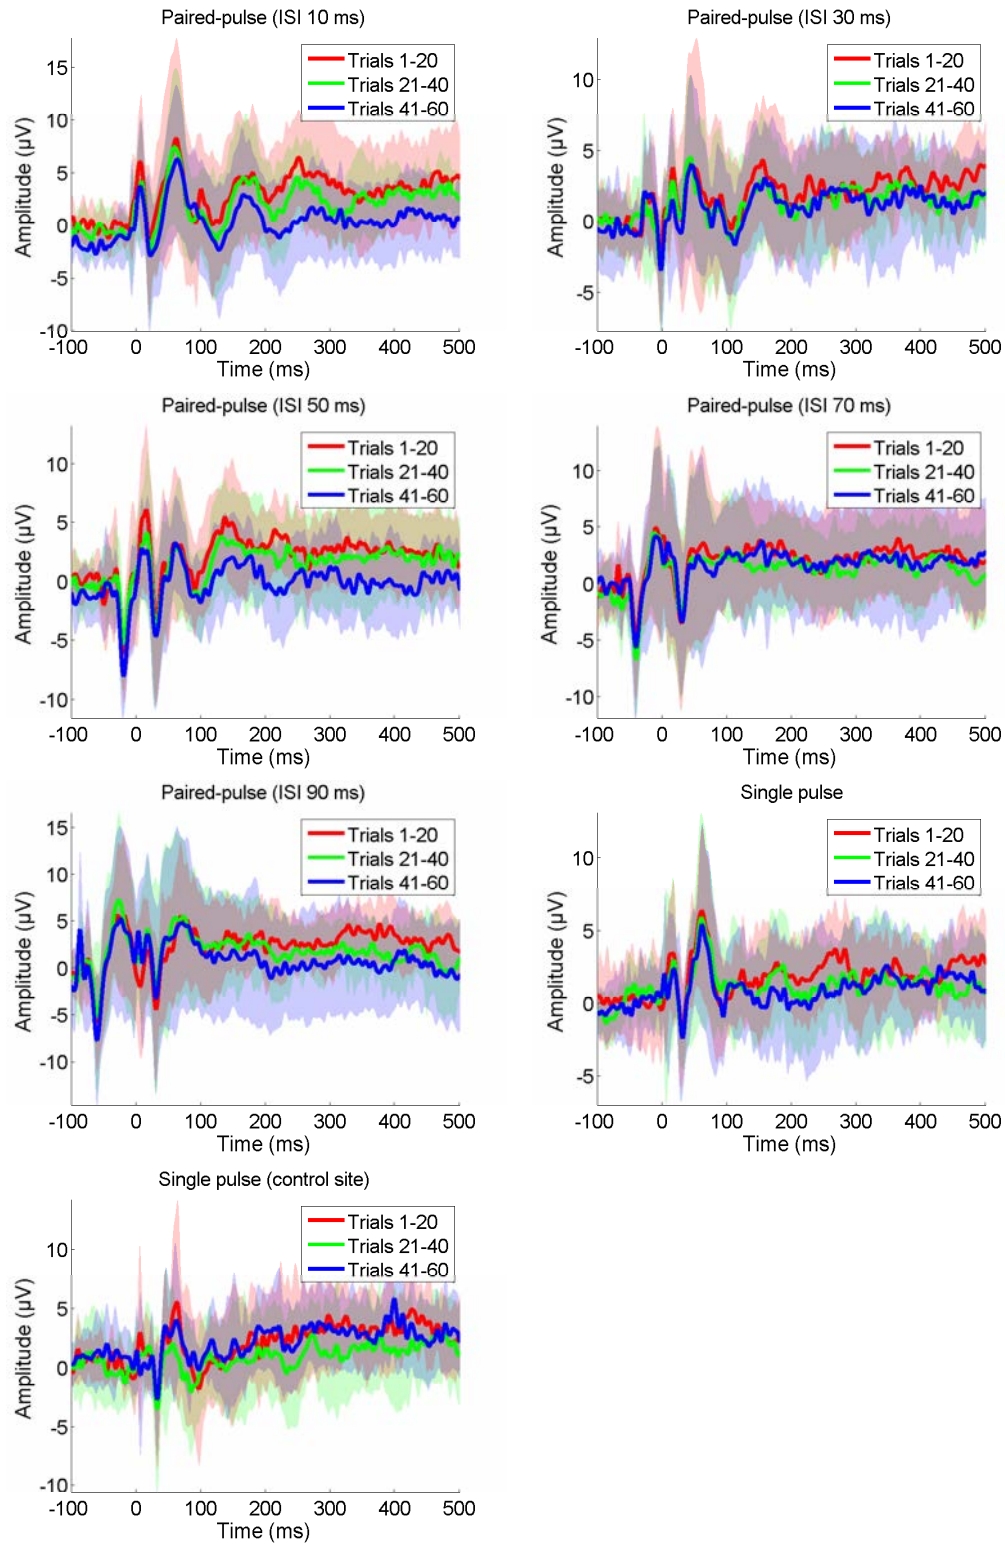 Paired-pulse (ISI 10 ms)
Trials 1-20
Trials 21-40
Trials 41-60
15
10
5
0
-5
-10
Amplitude (µV)
-100 0 100 200 300 400 500
Time (ms)
Paired-pulse (ISI 30 ms)
Trials 1-20
Trials 21-40
Trials 41-60
10
5
0
-5
Amplitude (µV)
-100 0 100 200 300 400 500
Time (ms)
Paired-pulse (ISI 50 ms)
Trials 1-20
Trials 21-40
Trials 41-60
10
5
0
-5
-10
Amplitude (µV)
-100 0 100 200 300 400 500
Time (ms)
Paired-pulse (ISI 70 ms)
Trials 1-20
Trials 21-40
Trials 41-60
10
5
0
-5
-10
Amplitude (µV)
-100 0 100 200 300 400 500
Time (ms)
Paired-pulse (ISI 90 ms)
Trials 1-20
Trials 21-40
Trials 41-60
15
10
5
0
-5
-10
Amplitude (µV)
-100 0 100 200 300 400 500
Time (ms)
Single pulse
Trials 1-20
Trials 21-40
Trials 41-60
10
5
0
-5
Amplitude (µV)
-100 0 100 200 300 400 500
Time (ms)
Single pulse (control site)
Trials 1-20
Trials 21-40
Trials 41-60
10
5
0
-5
-10
Amplitude (µV)
-100 0 100 200 300 400 500
Time (ms)